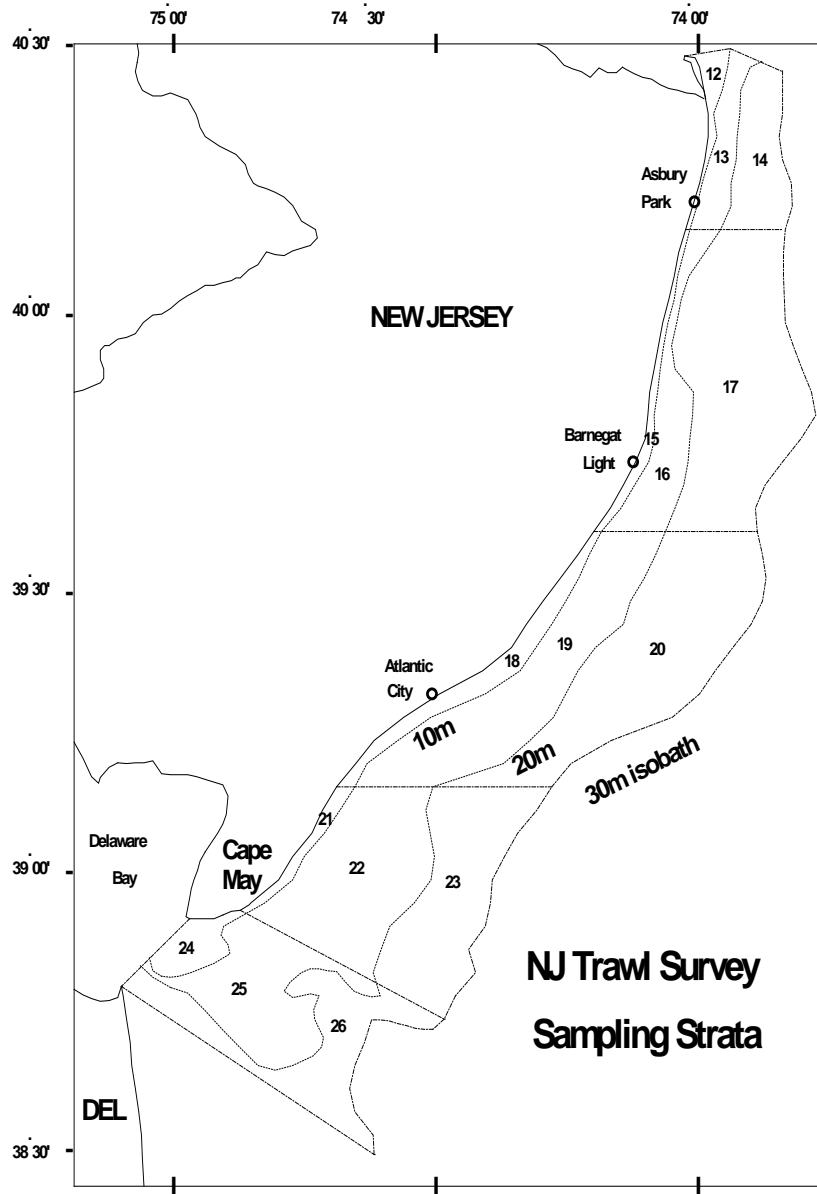 75 00'
74 30'
74 00'
40 30'
12
13
14
Asbury
Park
40 00'
NEW JERSEY
17
Barnegat
15
Light
16
39 30'
19
20
18
Atlantic
City
10m
20m
30m isobath
21
Delaware
Bay
Cape
May
22
39 00'
23
24
NJ Trawl Survey
25
26
Sampling Strata
DEL
38 30'